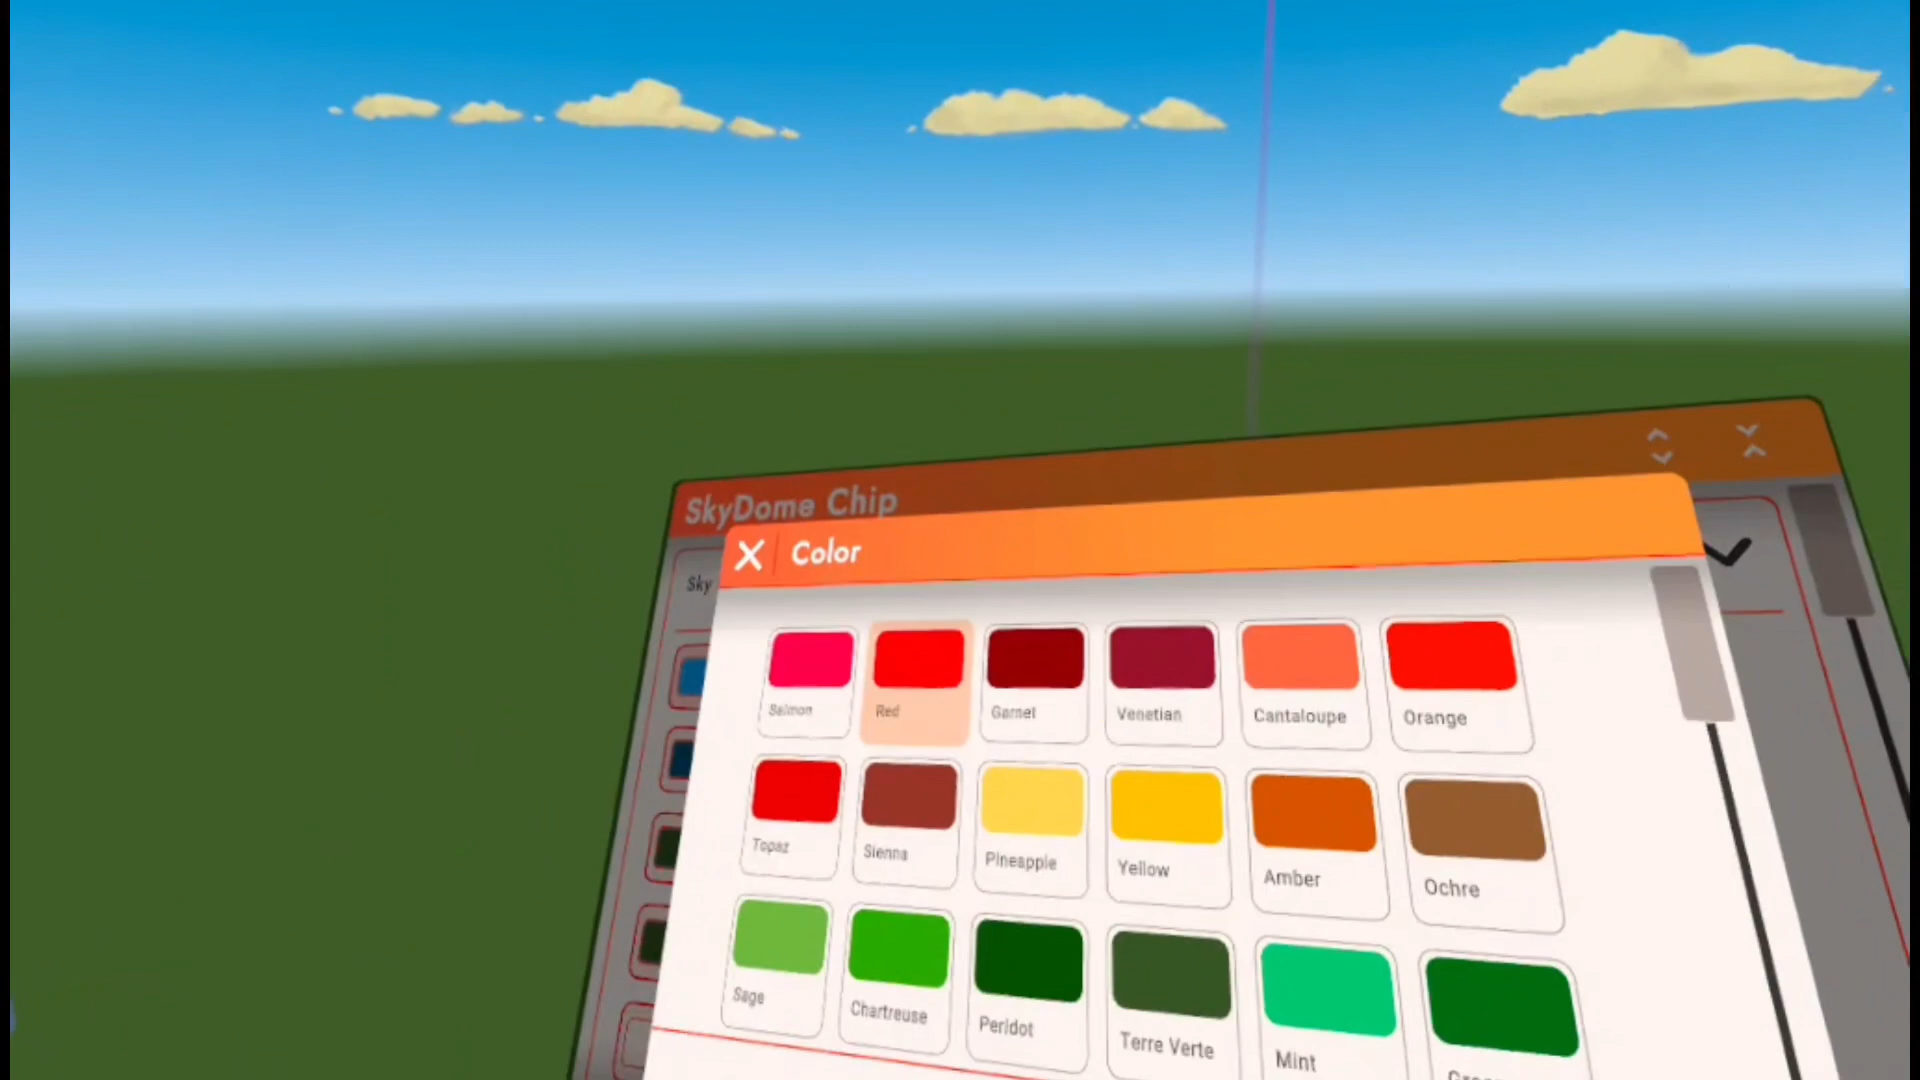 SkyDome Chip
Color
Sky
Salmon Red Garnet Venetian Cantaloupe Orange
Topaz Sienna Pineapple Yellow Amber Ochre
Sage Chartreuse Peridot Terre Verte Mint